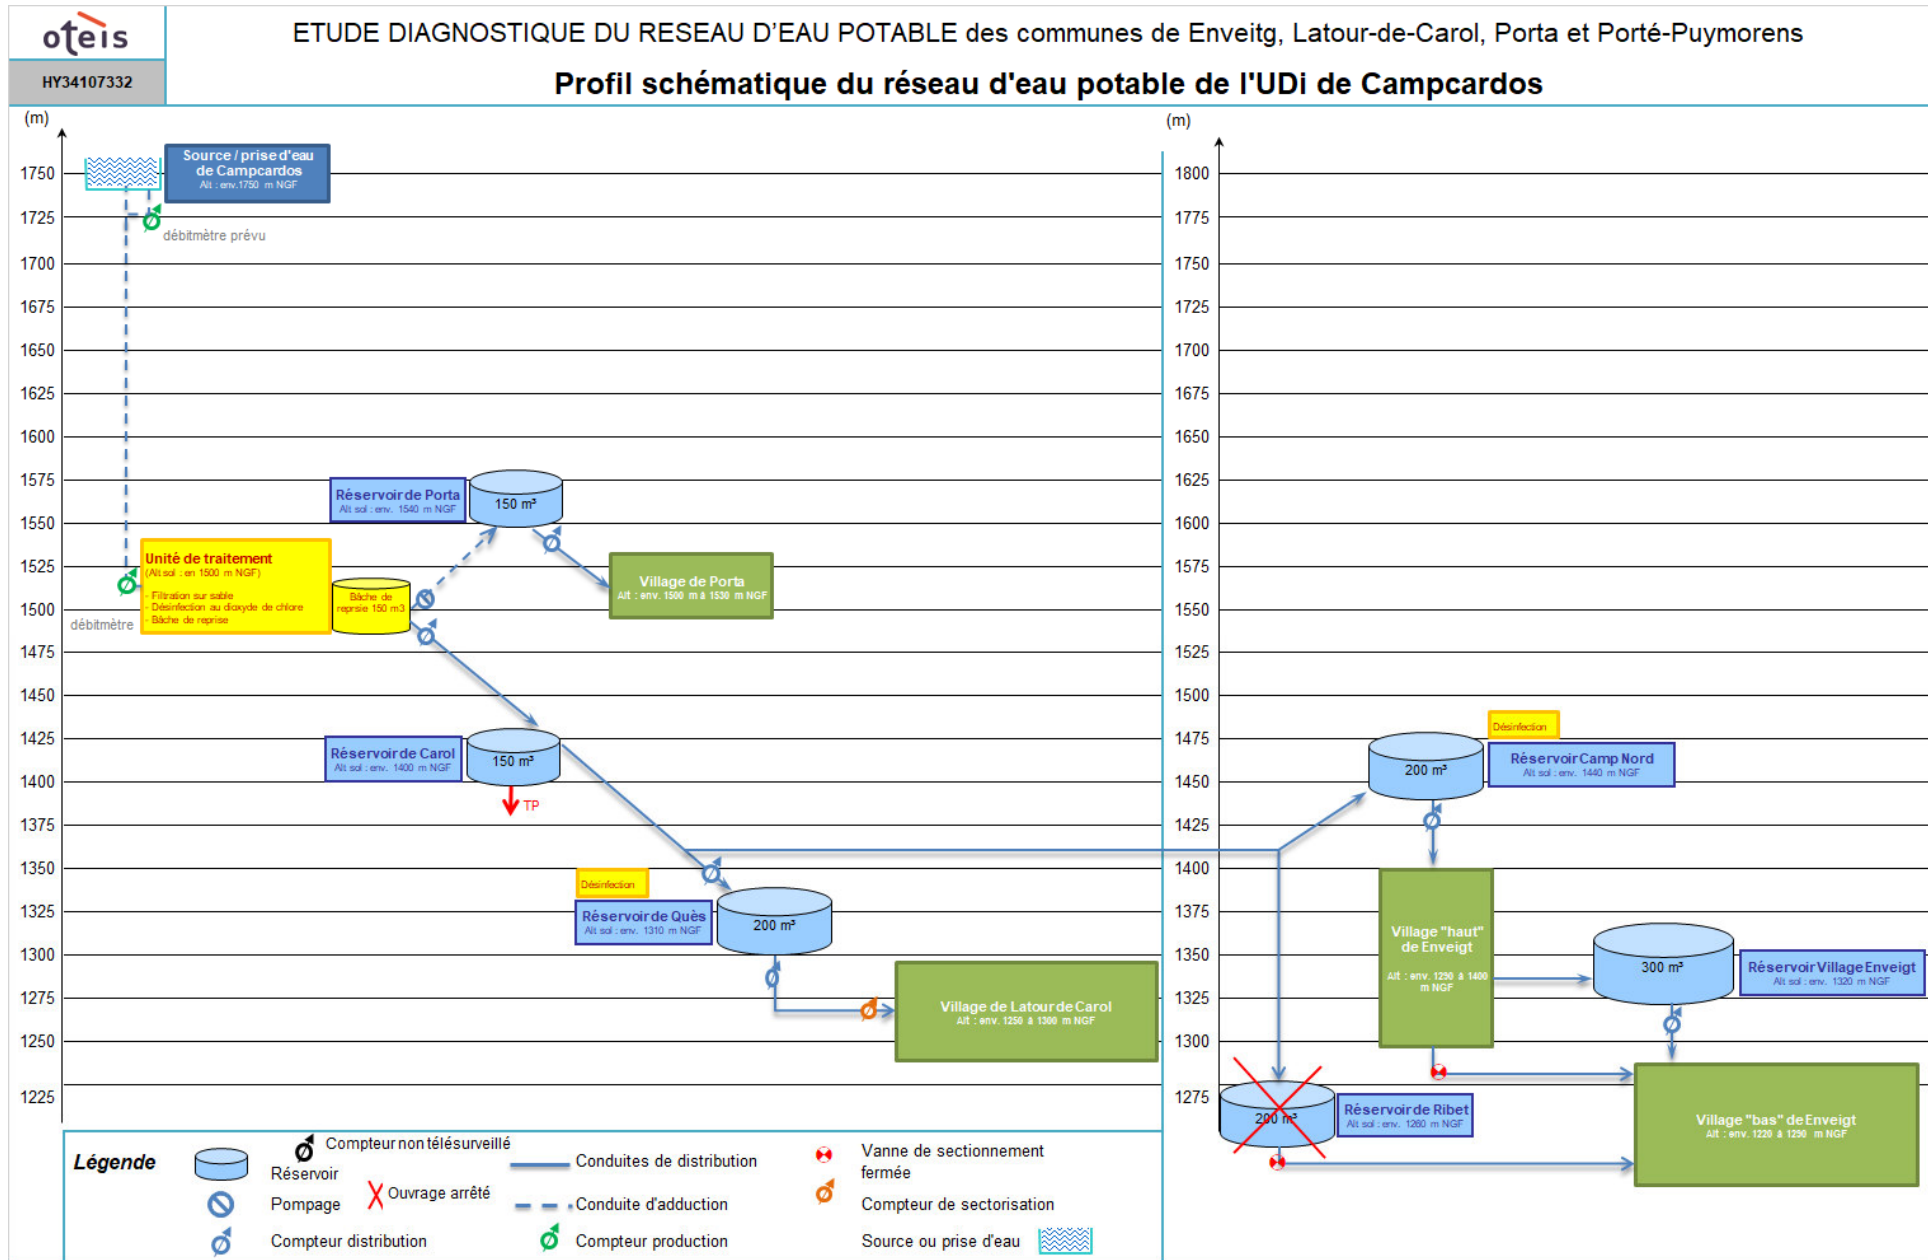 oteis
HY34107332
ETUDE DIAGNOSTIQUE DU RESEAU D'EAU POTABLE des communes de Enveitg, Latour-de-Carol, Porta et Porté-Puymorens
Profil schématique du réseau d'eau potable de l'UDi de Campcardos
(m)
1750
1725
1700
1675
1650
1625
1600
1575
1550
1525
1500
1475
1450
1425
1400
1375
1350
1325
1300
1275
1250
1225
Source / prise d'eau
de Campcardos
Alt : env.1750 m NGF
débitmètre prévu
Réservoir de Porta
Alt sol : env. 1540 m NGF
150 m³
Unité de traitement
(Alt sol : en 1500 m NGF)
- Filtration sur sable
- Désinfection au dioxyde de chlore
- Bâche de reprise
débitmètre
Bâche de
reprsie 150 m3
Village de Porta
Alt : env. 1500 m à 1530 m NGF
Réservoir de Carol
Alt sol : env. 1400 m NGF
150 m³
TP
Désinfection
Réservoir de Quès
Alt sol : env. 1310 m NGF
200 m³
Village de Latour de Carol
Alt : env. 1250 à 1300 m NGF
(m)
1800
1775
1750
1725
1700
1675
1650
1625
1600
1575
1550
1525
1500
1475
1450
1425
1400
1375
1350
1325
1300
1275
Désinfection
Réservoir Camp Nord
Alt sol : env. 1440 m NGF
200 m³
Village "haut"
de Enveigt
Alt : env. 1290 à 1400
m NGF
300 m³
Réservoir Village Enveigt
Alt sol : env. 1320 m NGF
200 m³
Réservoir de Ribet
Alt sol : env. 1260 m NGF
Village "bas" de Enveigt
Alt : env. 1220 à 1290 m NGF
Légende
Réservoir
Compteur non télésurveillé
Conduites de distribution
Vanne de sectionnement
fermée
Pompage
Ouvrage arrêté
Conduite d'adduction
Compteur de sectorisation
Compteur distribution
Compteur production
Source ou prise d'eau